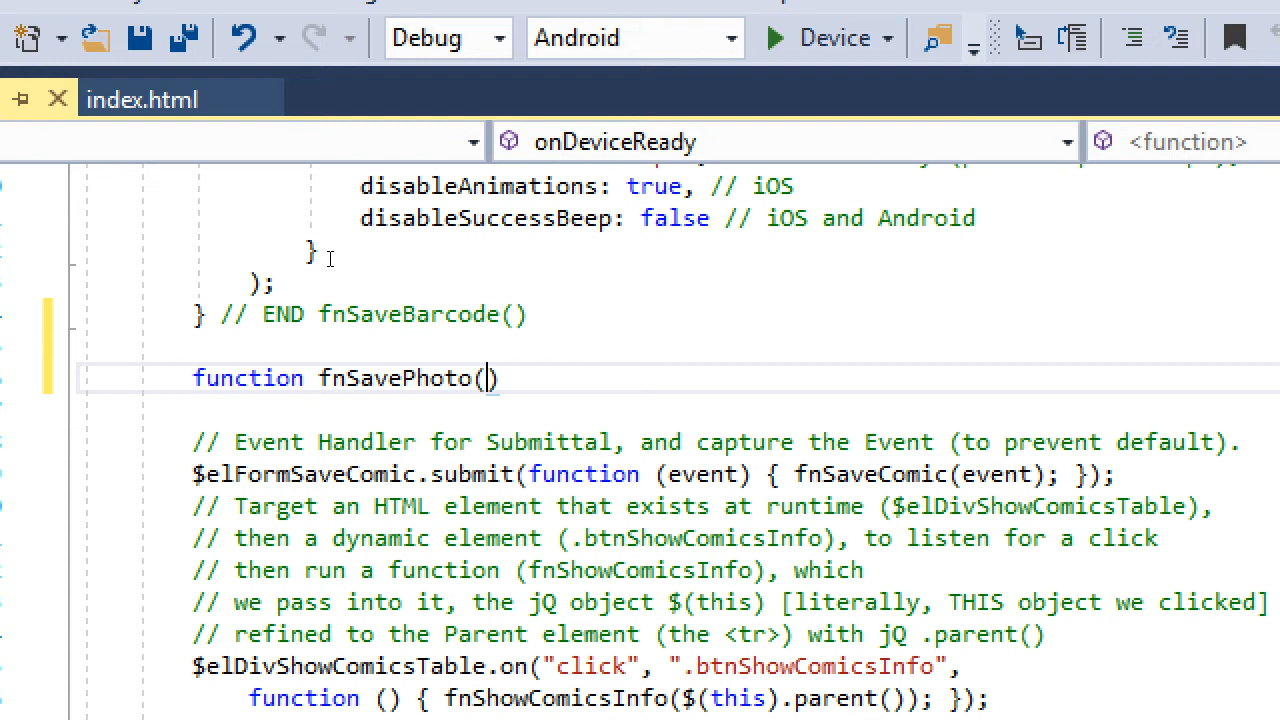 Debug Android Device
index.html
onDeviceReady <function>
disableAnimations: true, // iOS
disableSuccessBeep: false // iOS and Android
}
);
} // END fnSaveBarcode()
function fnSavePhoto()
// Event Handler for Submittal, and capture the Event (to prevent default).
$elFormSaveComic.submit(function (event) { fnSaveComic(event); });
// Target an HTML element that exists at runtime ($elDivShowComicsTable),
// then a dynamic element (.btnShowComicsInfo), to listen for a click
// then run a function (fnShowComicsInfo), which
// we pass into it, the jQ object $(this) [literally, THIS object we clicked]
// refined to the Parent element (the <tr>) with jQ .parent()
$elDivShowComicsTable.on("click", ".btnShowComicsInfo",
function () { fnShowComicsInfo($(this).parent()); });